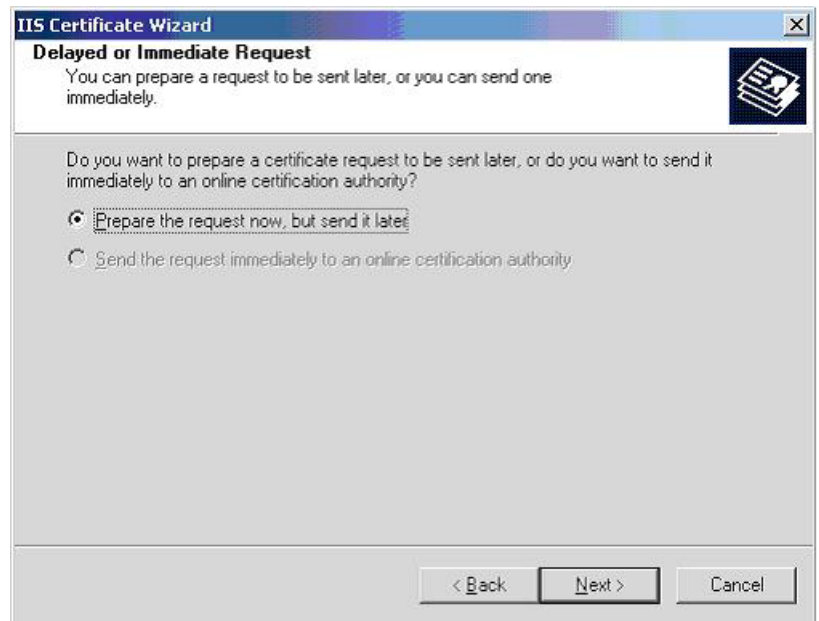 IIS Certificate Wizard
Delayed or Immediate Request
You can prepare a request to be sent later, or you can send one
immediately.
Do you want to prepare a certificate request to be sent later, or do you want to send it
immediately to an online certification authority?
Prepare the request now, but send it later
Send the request immediately to an online certification authority
< Back
Next >
Cancel